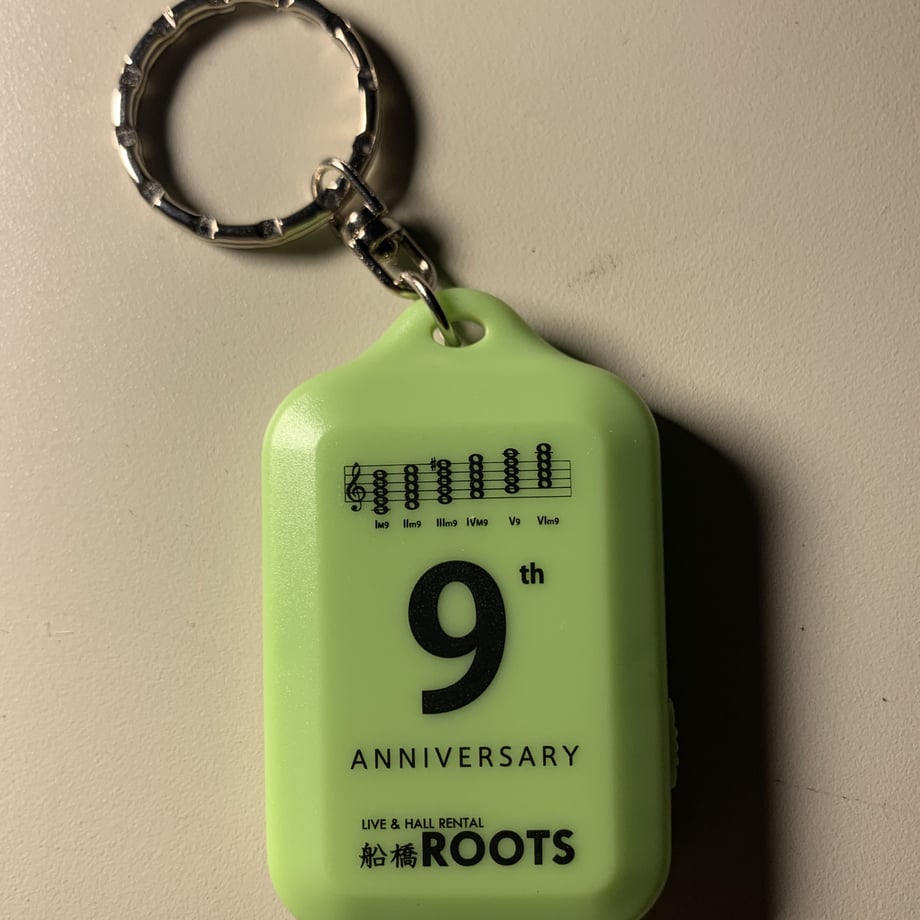 IM9 IIm9 IIIm9 IVM9 V9 VIm9
9th
ANNIVERSARY
LIVE & HALL RENTAL
船橋ROOTS